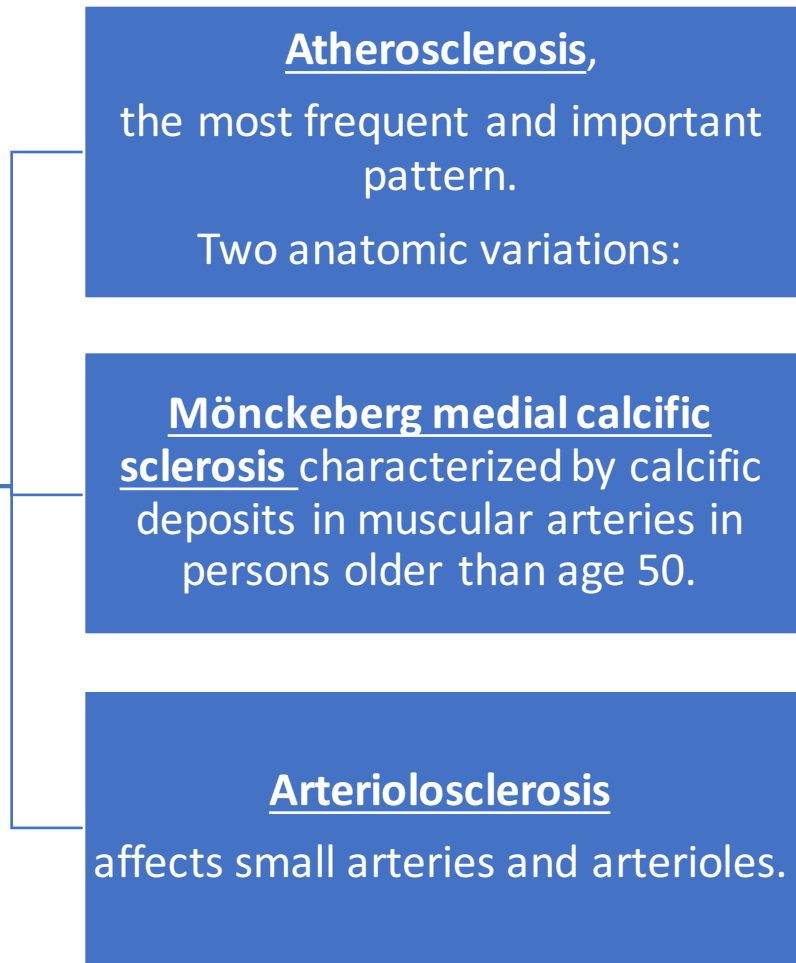 Atherosclerosis,
the most frequent and important
pattern.
Two anatomic variations:
Mönckeberg medial calcific
sclerosis characterized by calcific
deposits in muscular arteries in
persons older than age 50.
Arteriolosclerosis
affects small arteries and arterioles.